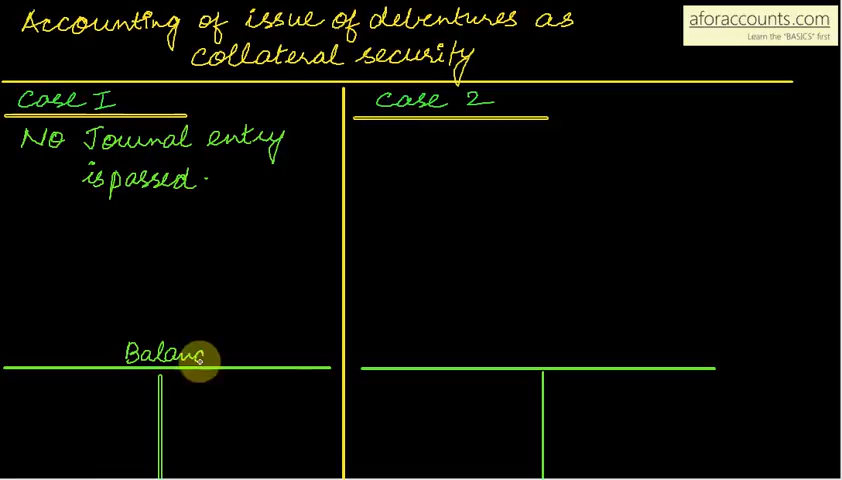 Accounting of issue of debentures as
collateral security
aforaccounts.com
Learn the "BASICS" first
Case I
Case 2
No Journal entry
is passed.
Balanc